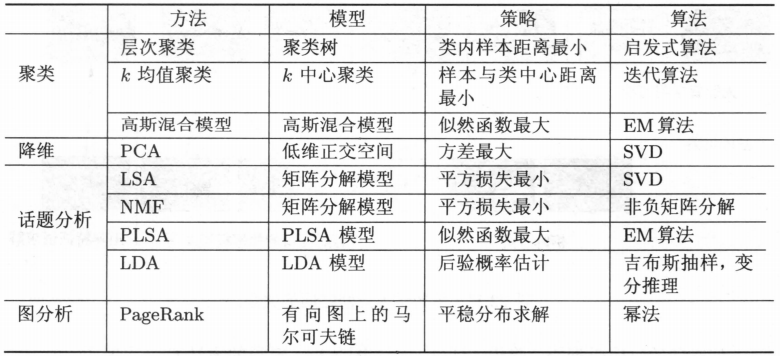 方法 模型 策略 算法
聚类 层次聚类 聚类树 类内样本距离最小 启发式算法
k 均值聚类 k 中心聚类 样本与类中心距离 迭代算法
最小
高斯混合模型 高斯混合模型 似然函数最大 EM 算法
降维 PCA 低维正交空间 方差最大 SVD
话题分析 LSA 矩阵分解模型 平方损失最小 SVD
NMF 矩阵分解模型 平方损失最小 非负矩阵分解
PLSA PLSA 模型 似然函数最大 EM 算法
LDA LDA 模型 后验概率估计 吉布斯抽样，变
分推理
图分析 PageRank 有向图上的马 平稳分布求解 幂法
尔可夫链